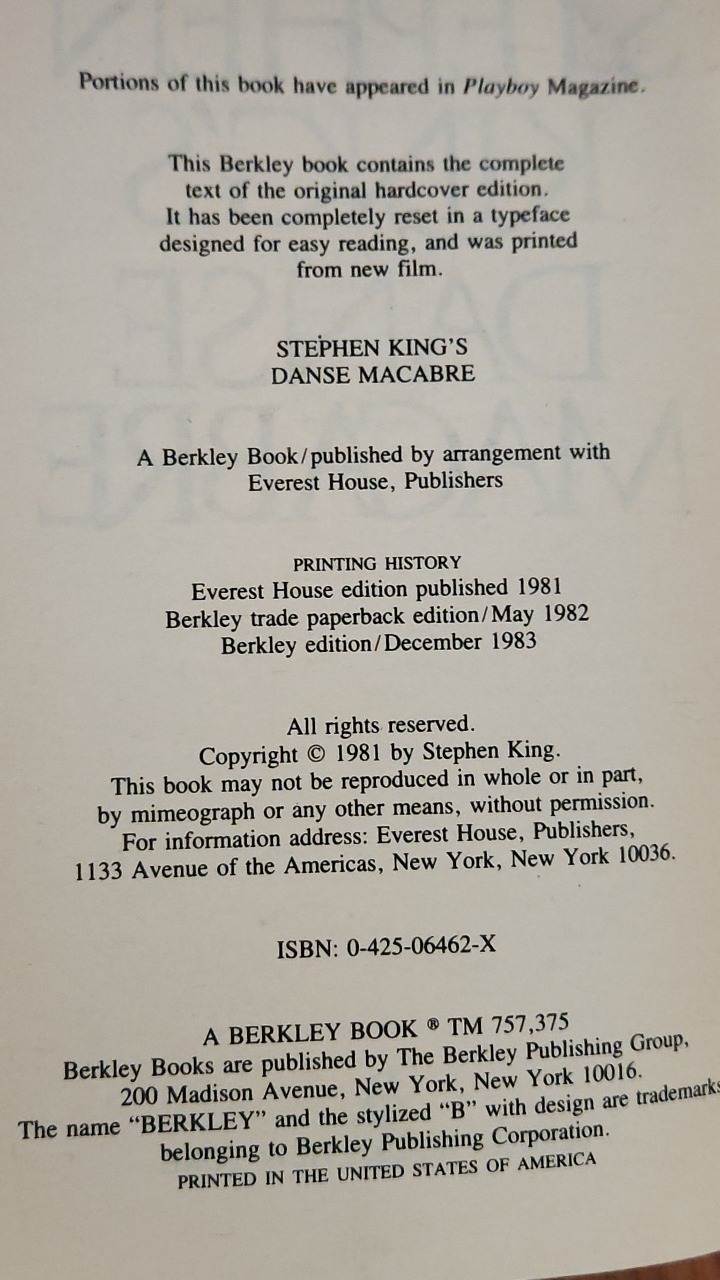 Portions of this book have appeared in Playboy Magazine.
This Berkley book contains the complete
text of the original hardcover edition.
It has been completely reset in a typeface
designed for easy reading, and was printed
from new film.
STEPHEN KING'S
DANSE MACABRE
A Berkley Book/published by arrangement with
Everest House, Publishers
PRINTING HISTORY
Everest House edition published 1981
Berkley trade paperback edition/May 1982
Berkley edition/December 1983
All rights reserved.
Copyright © 1981 by Stephen King.
This book may not be reproduced in whole or in part,
by mimeograph or any other means, without permission.
For information address: Everest House, Publishers,
1133 Avenue of the Americas, New York, New York 10036.
ISBN: 0-425-06462-X
A BERKLEY BOOK ® TM 757,375
Berkley Books are published by The Berkley Publishing Group,
200 Madison Avenue, New York, New York 10016.
The name “BERKLEY” and the stylized “B” with design are trademarks
belonging to Berkley Publishing Corporation.
PRINTED IN THE UNITED STATES OF AMERICA